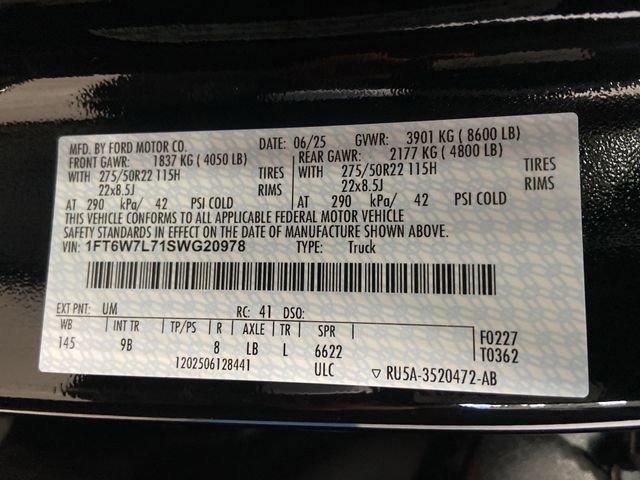 MFD. BY FORD MOTOR CO. DATE: 06/25 GVWR: 3901 KG ( 8600 LB)
FRONT GAWR: 1837 KG ( 4050 LB) REAR GAWR: 2177 KG ( 4800 LB)
WITH 275/50R22 115H TIRES WITH 275/50R22 115H TIRES
22x8.5J RIMS 22x8.5J RIMS
AT 290 kPa/ 42 PSI COLD AT 290 kPa/ 42 PSI COLD
THIS VEHICLE CONFORMS TO ALL APPLICABLE FEDERAL MOTOR VEHICLE
SAFETY STANDARDS IN EFFECT ON THE DATE OF MANUFACTURE SHOWN ABOVE.
VIN: 1FT6W7L71SWG20978 TYPE: Truck
EXT PNT: UM RC: 41 DSO:
WB INT TR TP/PS R AXLE TR SPR F0227
145 9B 8 LB L 6622 T0362
ULC
1202506128441 ▽ RU5A-3520472-AB